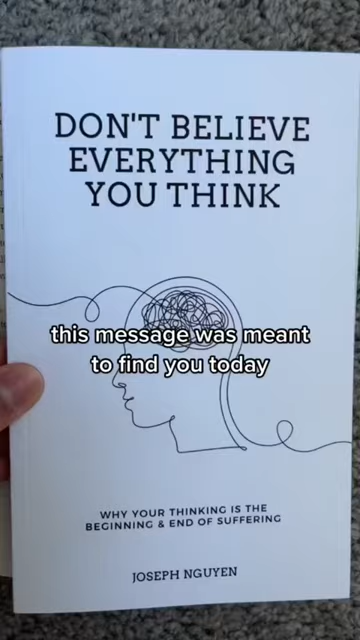 DON'T BELIEVE
EVERYTHING
YOU THINK
this message was meant
to find you today
WHY YOUR THINKING IS THE
BEGINNING & END OF SUFFERING
JOSEPH NGUYEN